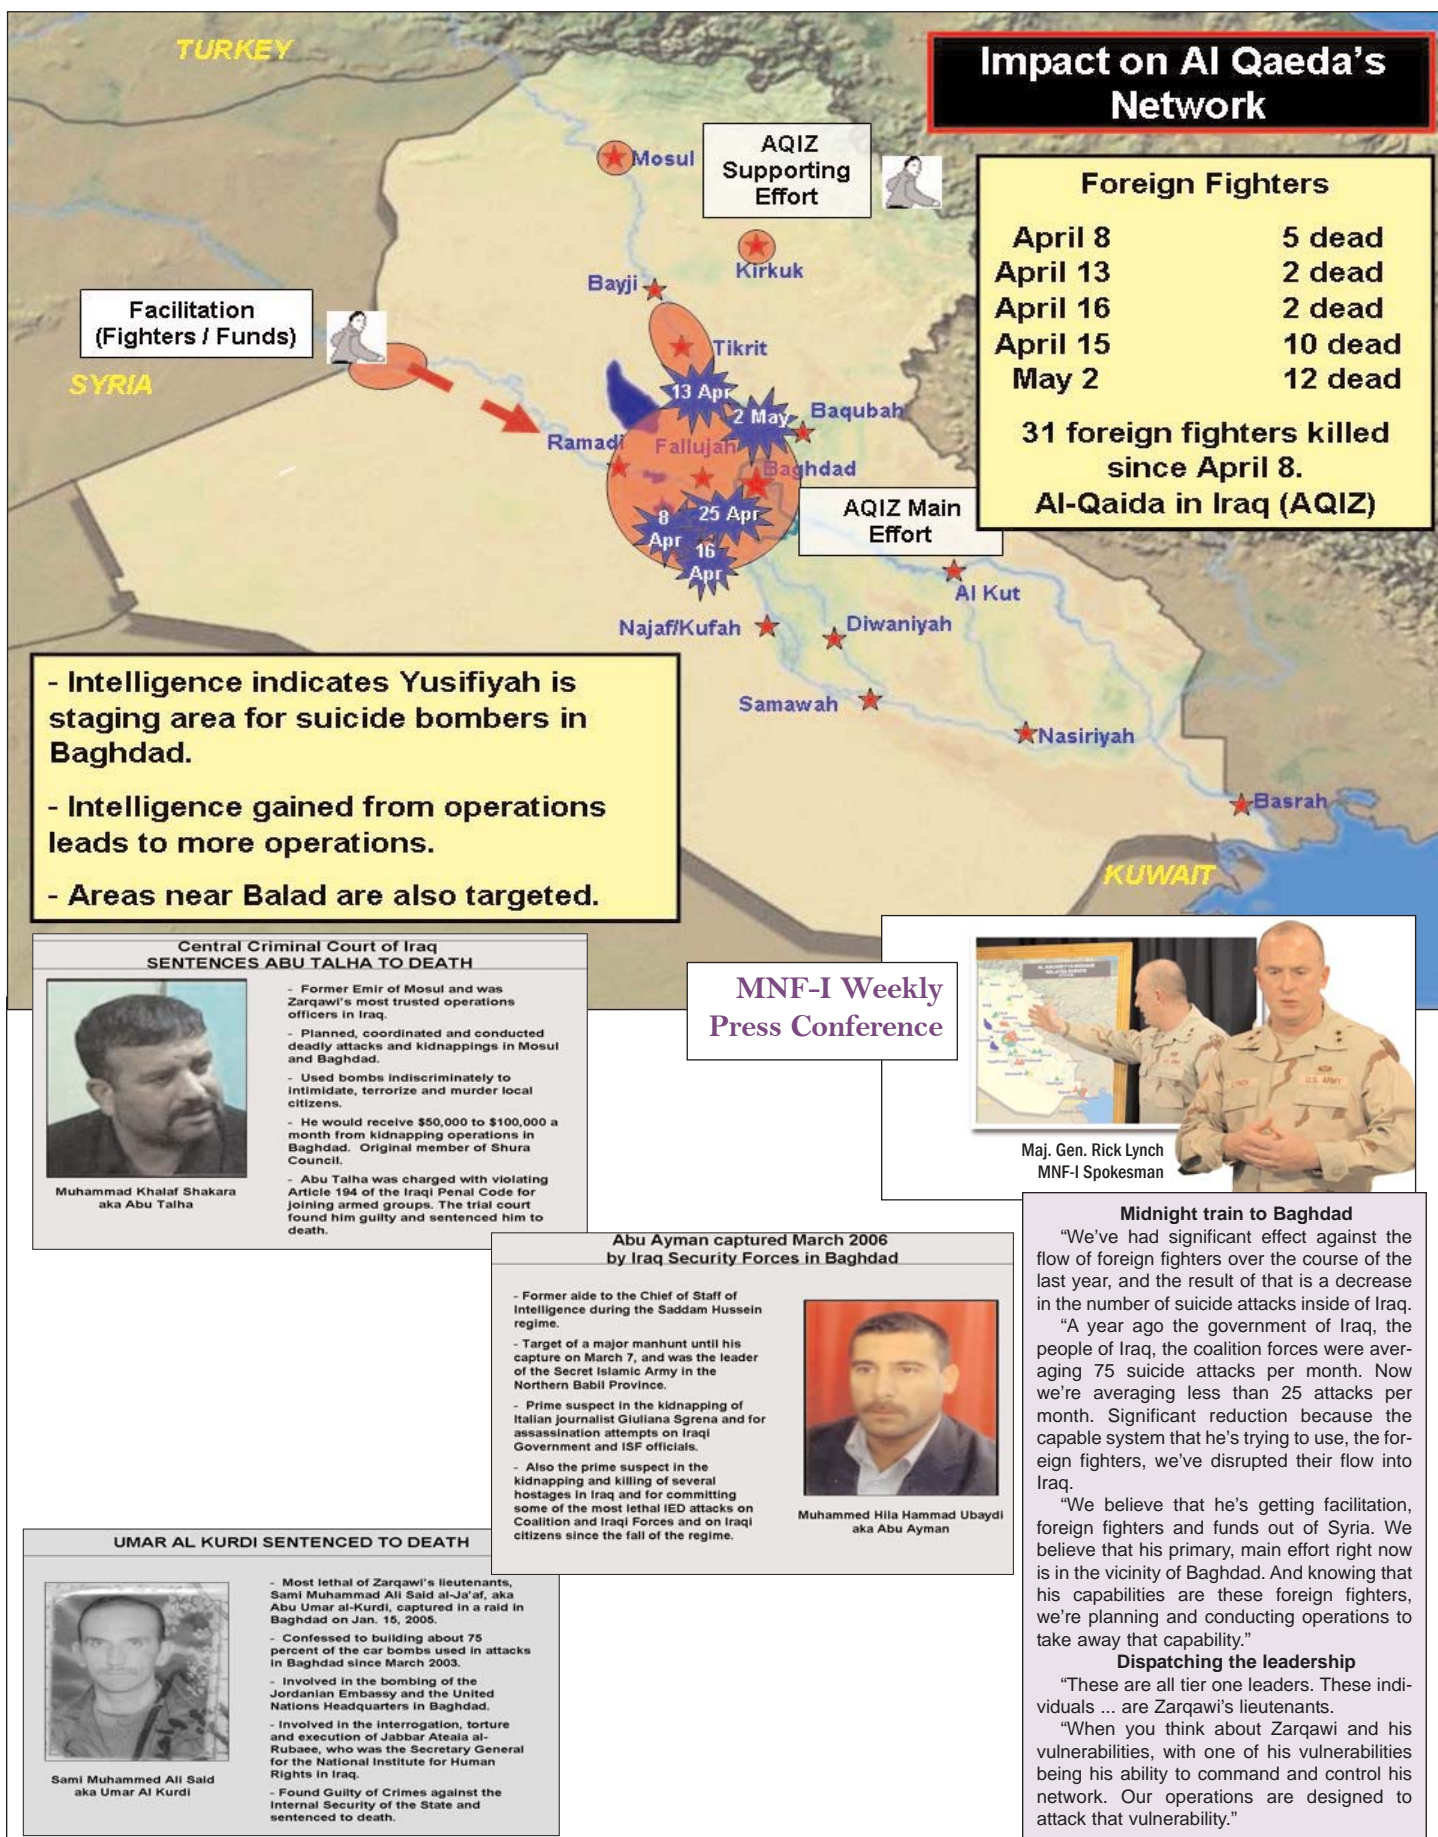 TURKEY
Impact on Al Qaeda's
Network
Mosul
AQIZ
Supporting
Effort
Kirkuk
Foreign Fighters
April 8 5 dead
April 13 2 dead
April 16 2 dead
April 15 10 dead
May 2 12 dead
31 foreign fighters killed
since April 8.
Al-Qaida in Iraq (AQIZ)
Bayji
Facilitation
(Fighters / Funds)
SYRIA
Tikrit
13 Apr
2 May
Baqubah
Ramadi
Fallujah
Baghdad
AQIZ Main
Effort
8
Apr
25 Apr
16
Apr
Al Kut
Najaf/Kufah
Diwaniyah
Samawah
Nasiriyah
Basrah
KUWAIT
- Intelligence indicates Yusifiyah is
staging area for suicide bombers in
Baghdad.
- Intelligence gained from operations
leads to more operations.
- Areas near Balad are also targeted.
Central Criminal Court of Iraq
SENTENCES ABU TALHA TO DEATH
- Former Emir of Mosul and was
Zarqawi's most trusted operations
officers in Iraq.
- Planned, coordinated and conducted
deadly attacks and kidnappings in Mosul
and Baghdad.
- Used bombs indiscriminately to
intimidate, terrorize and murder local
citizens.
- He would receive $50,000 to $100,000 a
month from kidnapping operations in
Baghdad. Original member of Shura
Council.
- Abu Talha was charged with violating
Article 194 of the Iraqi Penal Code for
joining armed groups. The trial court
found him guilty and sentenced him to
death.
Muhammad Khalaf Shakara
aka Abu Talha
MNF-I Weekly
Press Conference
LYNCH
U.S. ARMY
Maj. Gen. Rick Lynch
MNF-I Spokesman
Abu Ayman captured March 2006
by Iraq Security Forces in Baghdad
- Former aide to the Chief of Staff of
Intelligence during the Saddam Hussein
regime.
- Target of a major manhunt until his
capture on March 7, and was the leader
of the Secret Islamic Army in the
Northern Babil Province.
- Prime suspect in the kidnapping of
Italian journalist Giuliana Sgrena and for
assassination attempts on Iraqi
Government and ISF officials.
- Also the prime suspect in the
kidnapping and killing of several
hostages in Iraq and for committing
some of the most lethal IED attacks on
Coalition and Iraqi Forces and on Iraqi
citizens since the fall of the regime.
Muhammed Hila Hammad Ubaydi
aka Abu Ayman
UMAR AL KURDI SENTENCED TO DEATH
- Most lethal of Zarqawi's lieutenants,
Sami Muhammad Ali Said al-Ja'af, aka
Abu Umar al-Kurdi, captured in a raid in
Baghdad on Jan. 15, 2005.
- Confessed to building about 75
percent of the car bombs used in attacks
in Baghdad since March 2003.
- Involved in the bombing of the
Jordanian Embassy and the United
Nations Headquarters in Baghdad.
- Involved in the interrogation, torture
and execution of Jabbar Ateala al-
Rubaee, who was the Secretary General
for the National Institute for Human
Rights in Iraq.
- Found Guilty of Crimes against the
Internal Security of the State and
sentenced to death.
Sami Muhammed Ali Said
aka Umar Al Kurdi
Midnight train to Baghdad
“We’ve had significant effect against the
flow of foreign fighters over the course of the
last year, and the result of that is a decrease
in the number of suicide attacks inside of Iraq.
“A year ago the government of Iraq, the
people of Iraq, the coalition forces were aver-
aging 75 suicide attacks per month. Now
we’re averaging less than 25 attacks per
month. Significant reduction because the
capable system that he’s trying to use, the for-
eign fighters, we’ve disrupted their flow into
Iraq.
“We believe that he’s getting facilitation,
foreign fighters and funds out of Syria. We
believe that his primary, main effort right now
is in the vicinity of Baghdad. And knowing that
his capabilities are these foreign fighters,
we’re planning and conducting operations to
take away that capability.”
Dispatching the leadership
“These are all tier one leaders. These indi-
viduals ... are Zarqawi’s lieutenants.
“When you think about Zarqawi and his
vulnerabilities, with one of his vulnerabilities
being his ability to command and control his
network. Our operations are designed to
attack that vulnerability.”